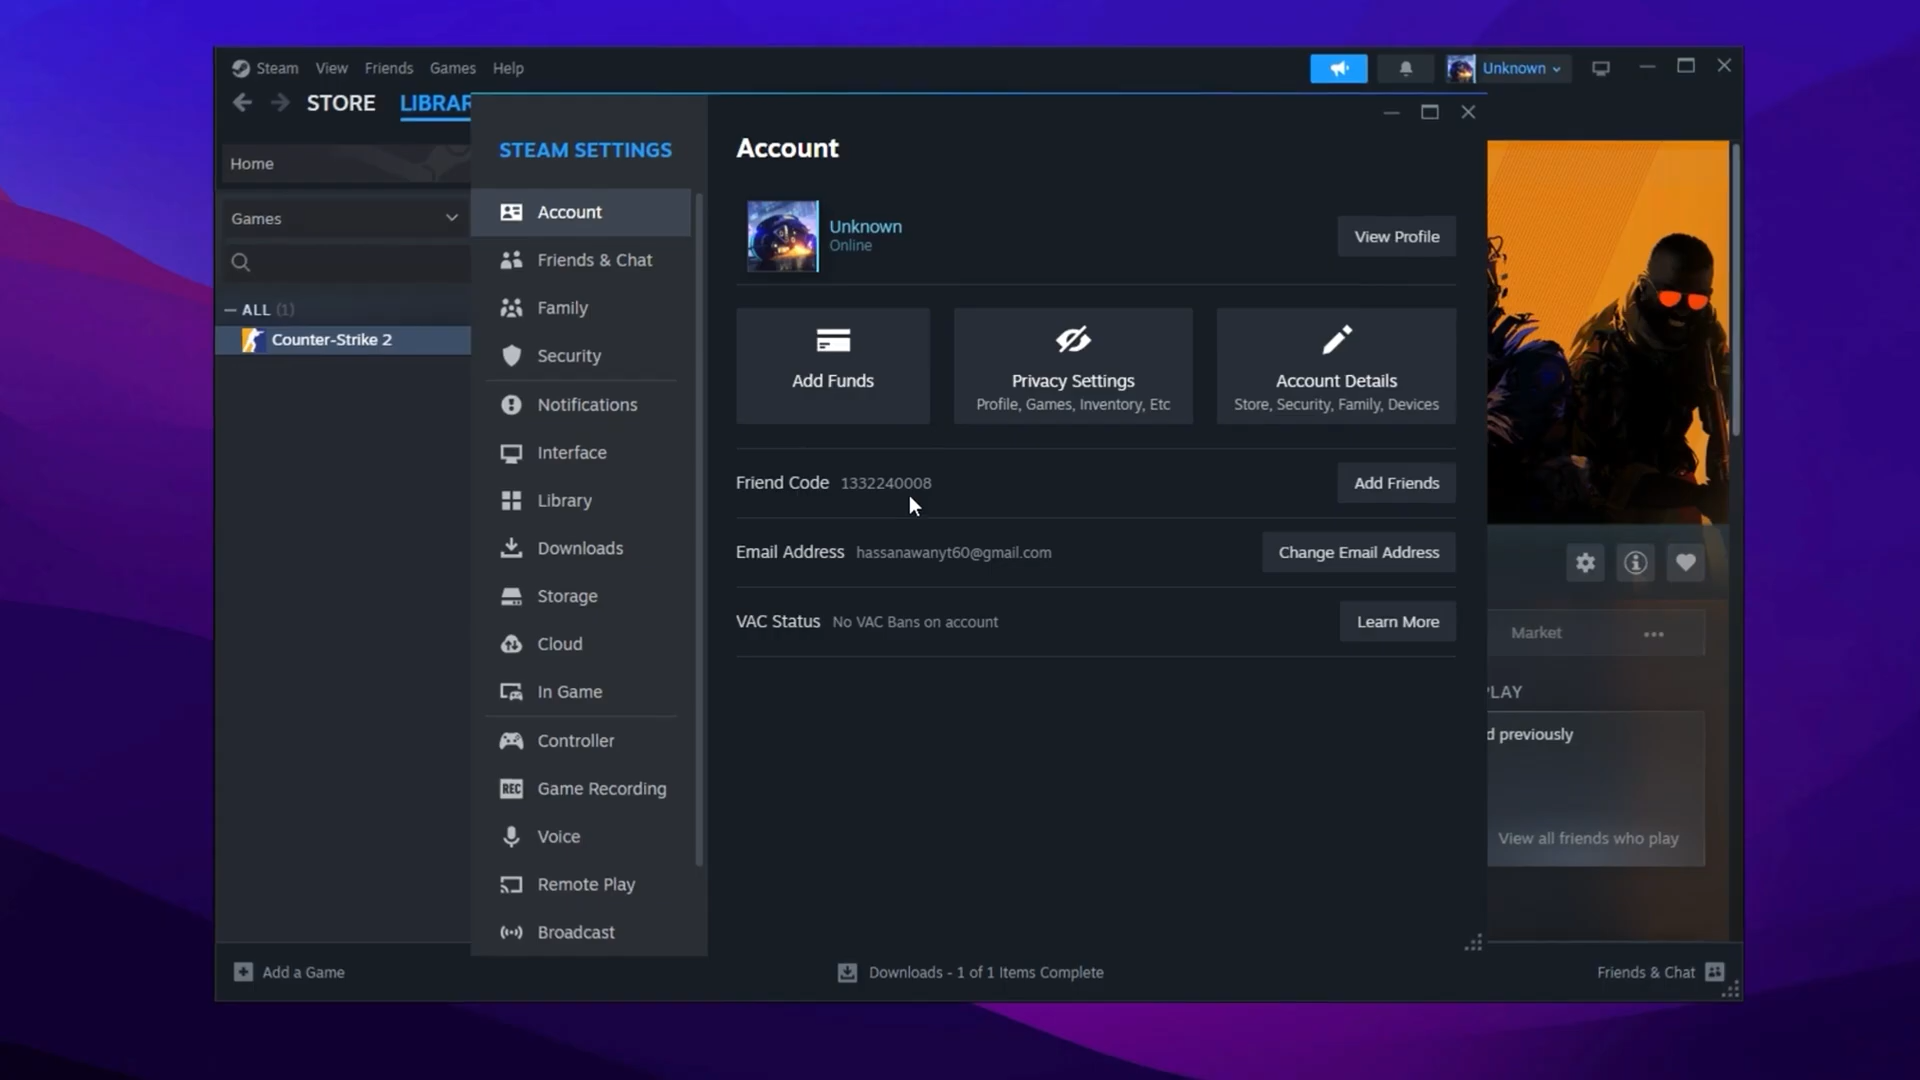 Steam View Friends Games Help
Unknown
STORE LIBRAR
Home
Games
ALL (1)
Counter-Strike 2
STEAM SETTINGS
Account
Friends & Chat
Family
Security
Notifications
Interface
Library
Downloads
Storage
Cloud
In Game
Controller
REC Game Recording
Voice
Remote Play
Broadcast
Account
Unknown
Online
View Profile
Add Funds
Privacy Settings
Profile, Games, Inventory, Etc
Account Details
Store, Security, Family, Devices
Friend Code 1332240008
Add Friends
Email Address hassanawanyt60@gmail.com
Change Email Address
VAC Status No VAC Bans on account
Learn More
Market
PLAY
d previously
View all friends who play
Add a Game
Downloads - 1 of 1 Items Complete
Friends & Chat